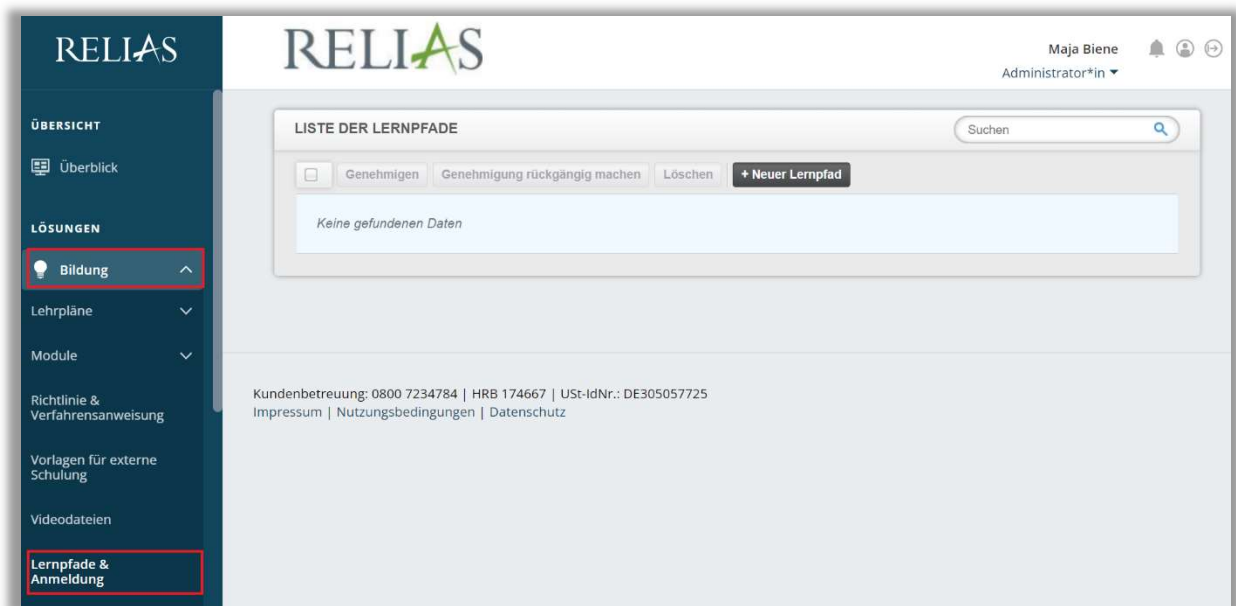 RELIAS
RELIAS
Maja Biene
Administrator*in
ÜBERSICHT
Überblick
LÖSUNGEN
Bildung
Lehrpläne
Module
Richtlinie &
Verfahrensanweisung
Vorlagen für externe
Schulung
Videodateien
Lernpfade &
Anmeldung
LISTE DER LERNPFADE
Suchen
Genehmigen Genehmigung rückgängig machen Löschen + Neuer Lernpfad
Keine gefundenen Daten
Kundenbetreuung: 0800 7234784 | HRB 174667 | USt-IdNr.: DE305057725
Impressum | Nutzungsbedingungen | Datenschutz